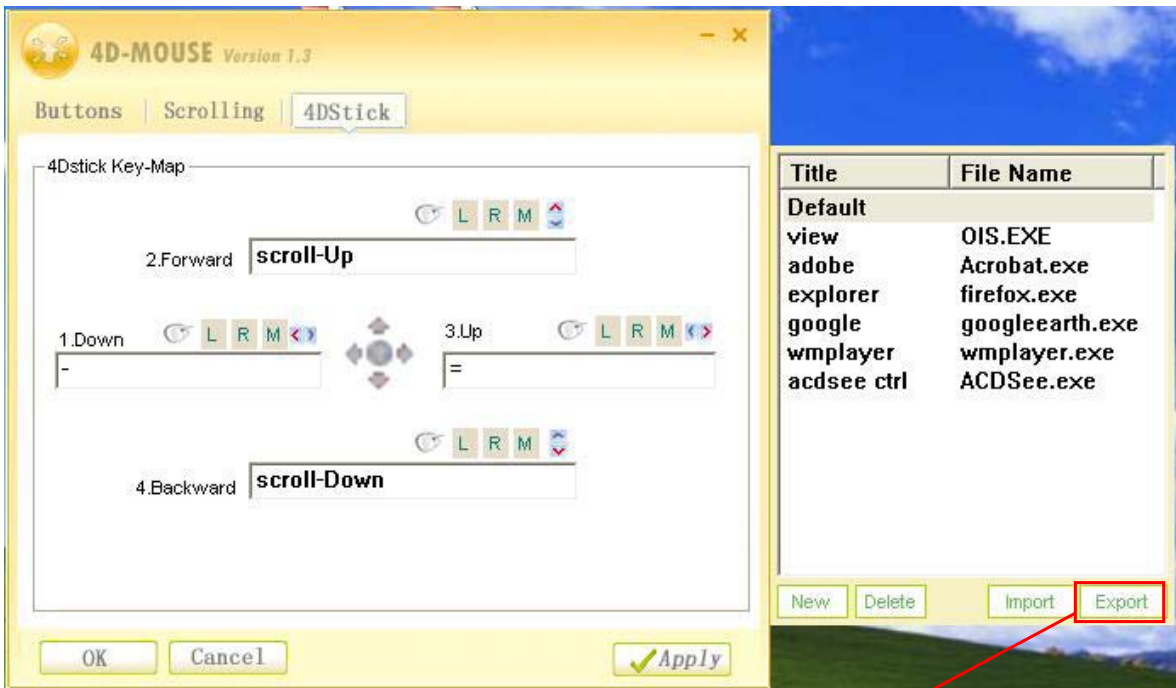 4D-MOUSE Version 1.3
Buttons | Scrolling | 4DStick
4Dstick Key-Map
L R M
2.Forward scroll-Up
1.Down L R M
-
3.Up L R M
=
L R M
4.Backward scroll-Down
OK Cancel Apply
Title File Name
Default
view OIS.EXE
adobe Acrobat.exe
explorer firefox.exe
google googleearth.exe
wmplayer wmplayer.exe
acdsee ctrl ACDSee.exe
New Delete Import Export